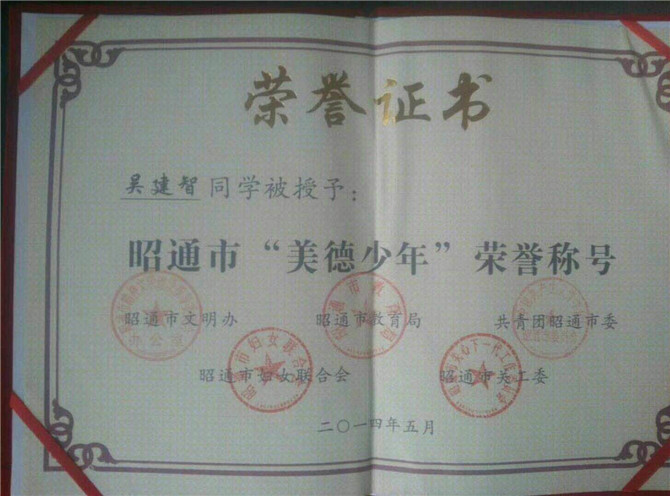 荣誉证书
吴建智同学被授予：
昭通市“美德少年”荣誉称号
昭通市文明办 昭通市教育局 共青团昭通市委
昭通市妇女联合会 昭通市关工委
二〇一四年五月